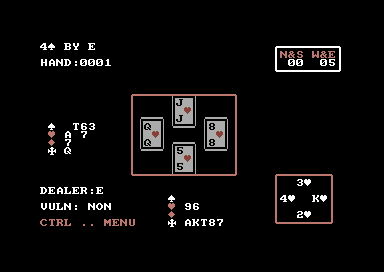 4♠ BY E
HAND:0001
N&S W&E
00 05
J
J
Q
Q
8
8
5
5
♠ T63
♥ A 7
♦ 7
♣ Q
DEALER:E
VULN: NON
CTRL .. MENU
♠
♥ 96
♦
♣ AKT87
3♥
4♥ K♥
2♥